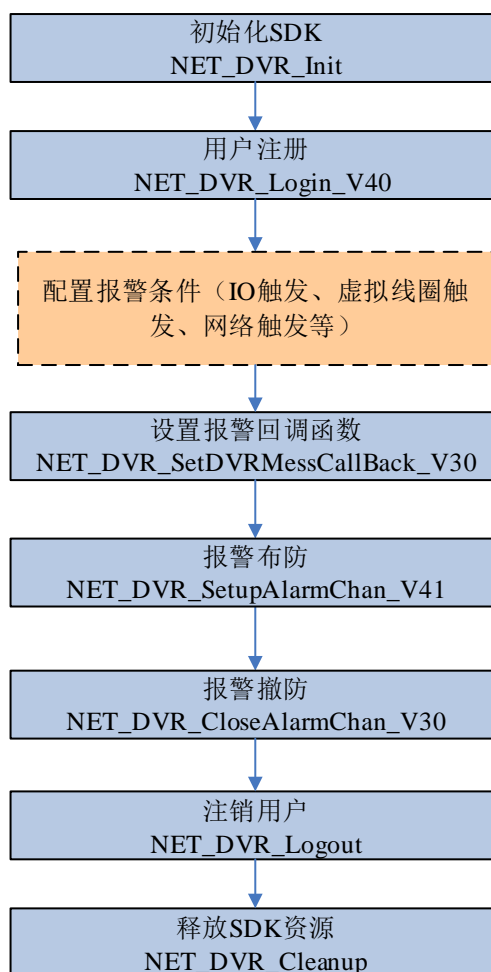 初始化SDK
NET_DVR_Init
用户注册
NET_DVR_Login_V40
配置报警条件（IO触发、虚拟线圈触
发、网络触发等）
设置报警回调函数
NET_DVR_SetDVRMessCallBack_V30
报警布防
NET_DVR_SetupAlarmChan_V41
报警撤防
NET_DVR_CloseAlarmChan_V30
注销用户
NET_DVR_Logout
释放SDK资源
NET_DVR_Cleanup